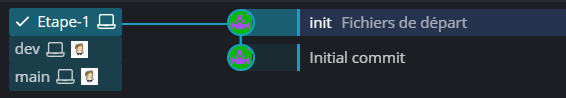 Etape-1 init Fichiers de départ
dev Initial commit
main